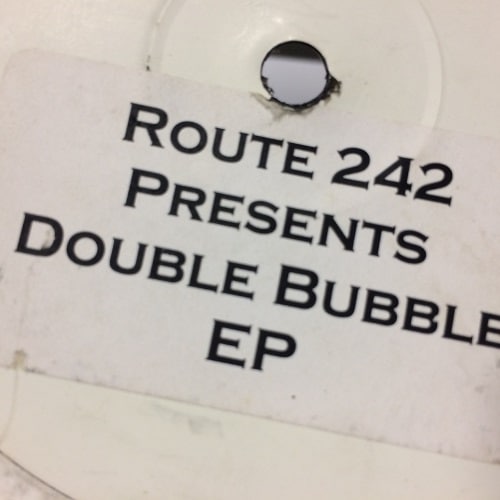 Route 242
Presents
Double Bubble
EP